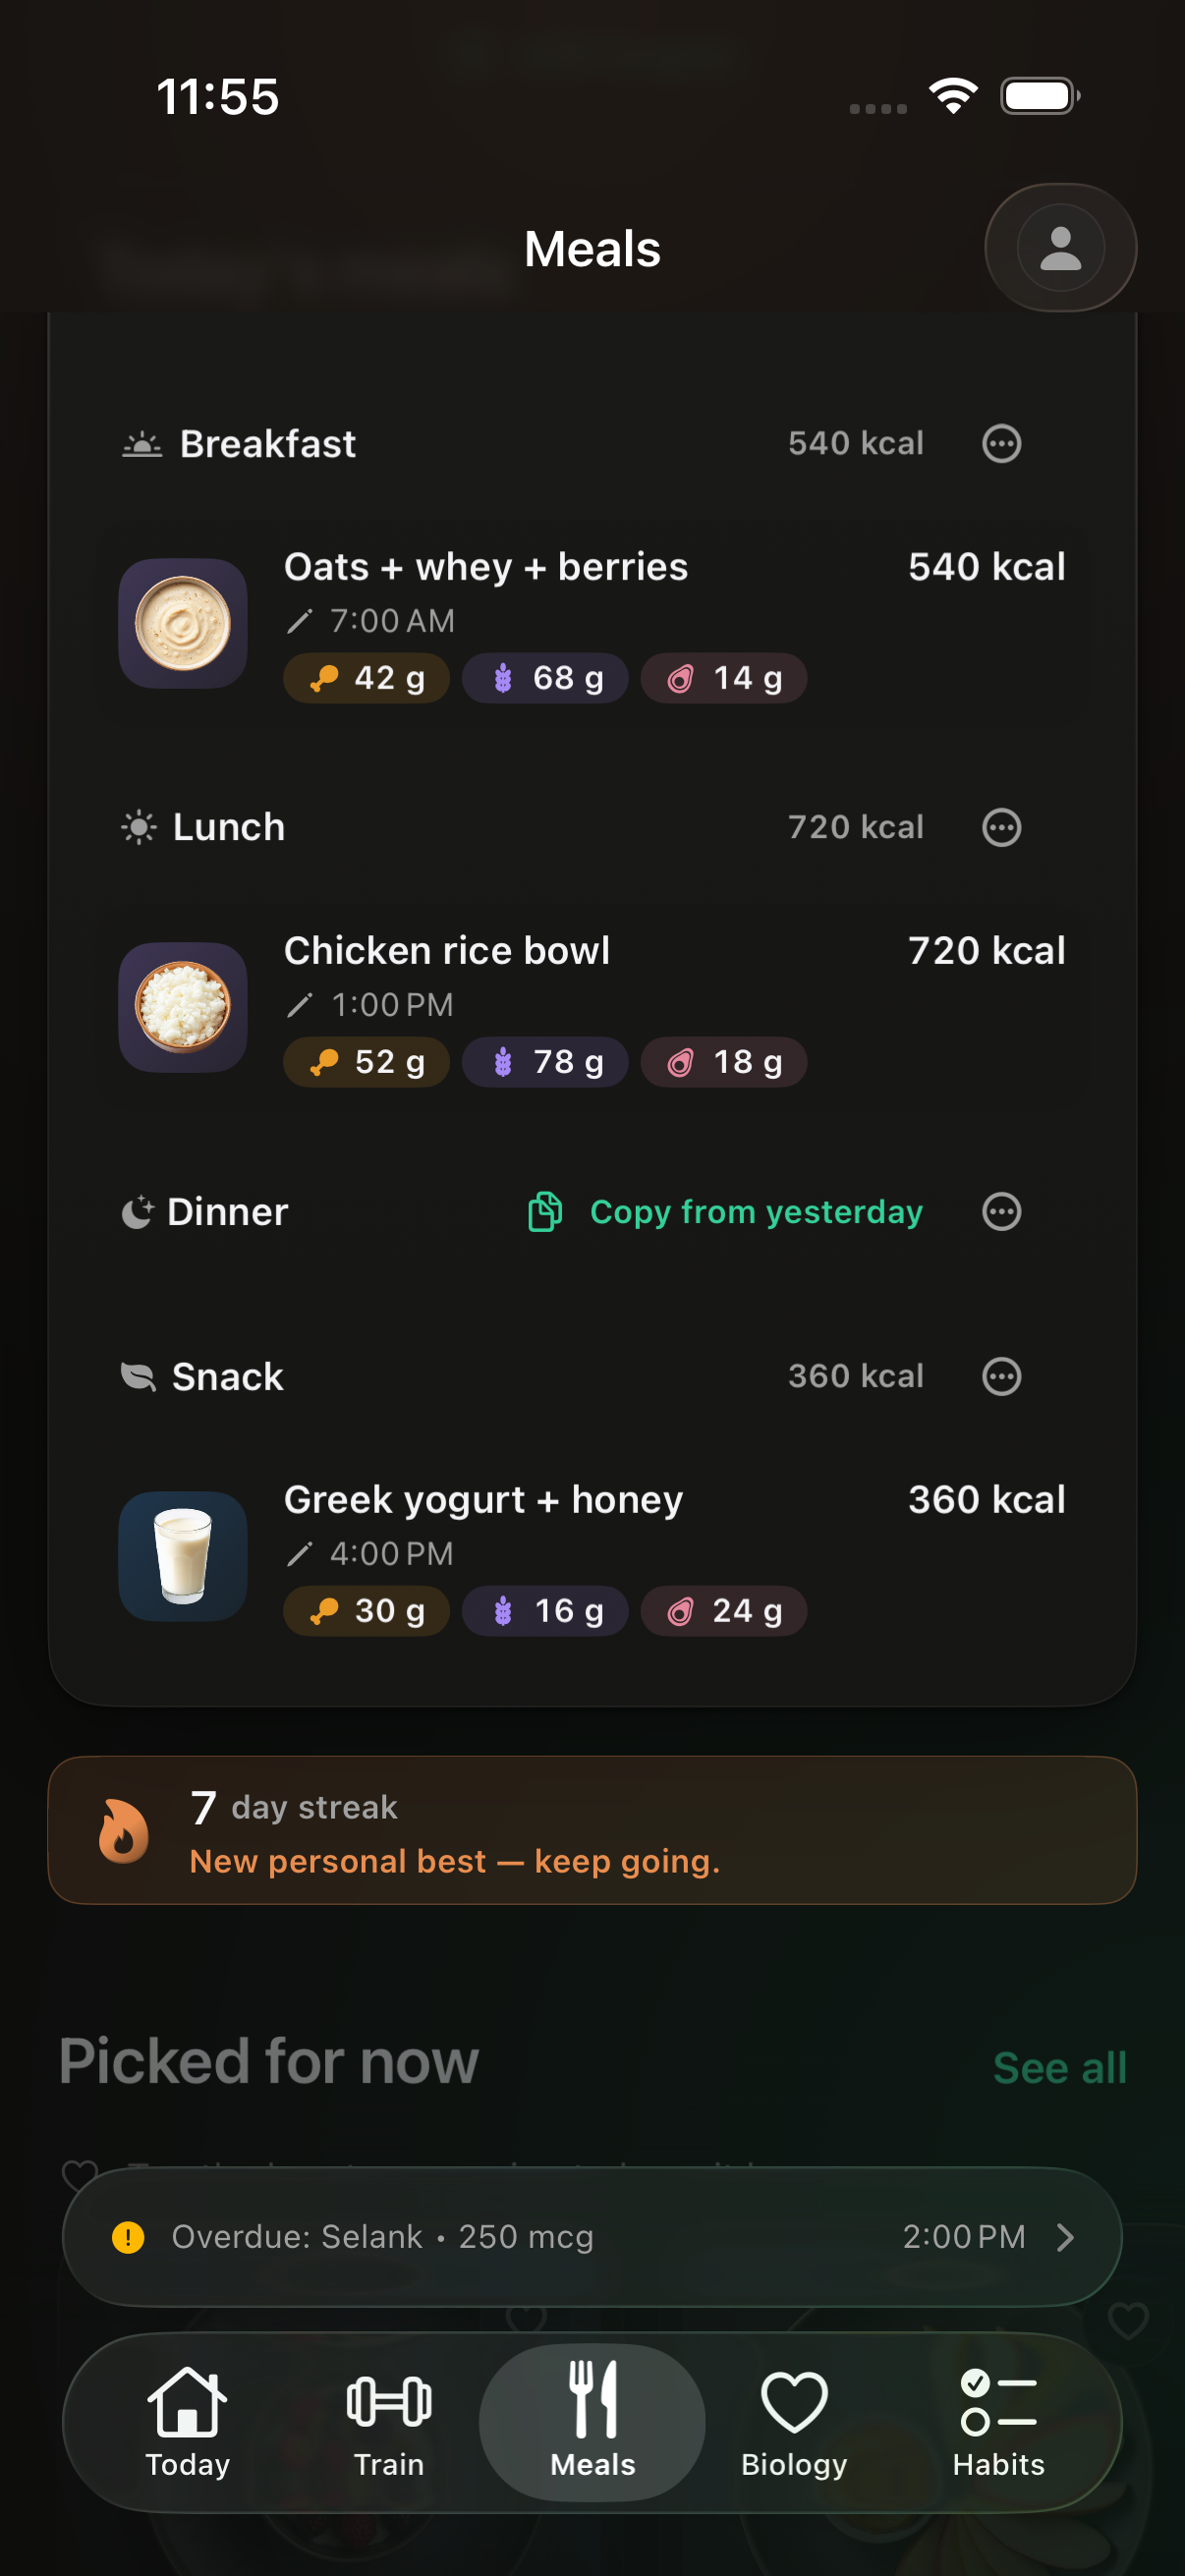 11:55
Meals
Breakfast 540 kcal
Oats + whey + berries 540 kcal
7:00 AM
42 g 68 g 14 g
Lunch 720 kcal
Chicken rice bowl 720 kcal
1:00 PM
52 g 78 g 18 g
Dinner Copy from yesterday
Snack 360 kcal
Greek yogurt + honey 360 kcal
4:00 PM
30 g 16 g 24 g
7 day streak
New personal best — keep going.
Picked for now See all
Overdue: Selank • 250 mcg 2:00 PM
Today Train Meals Biology Habits